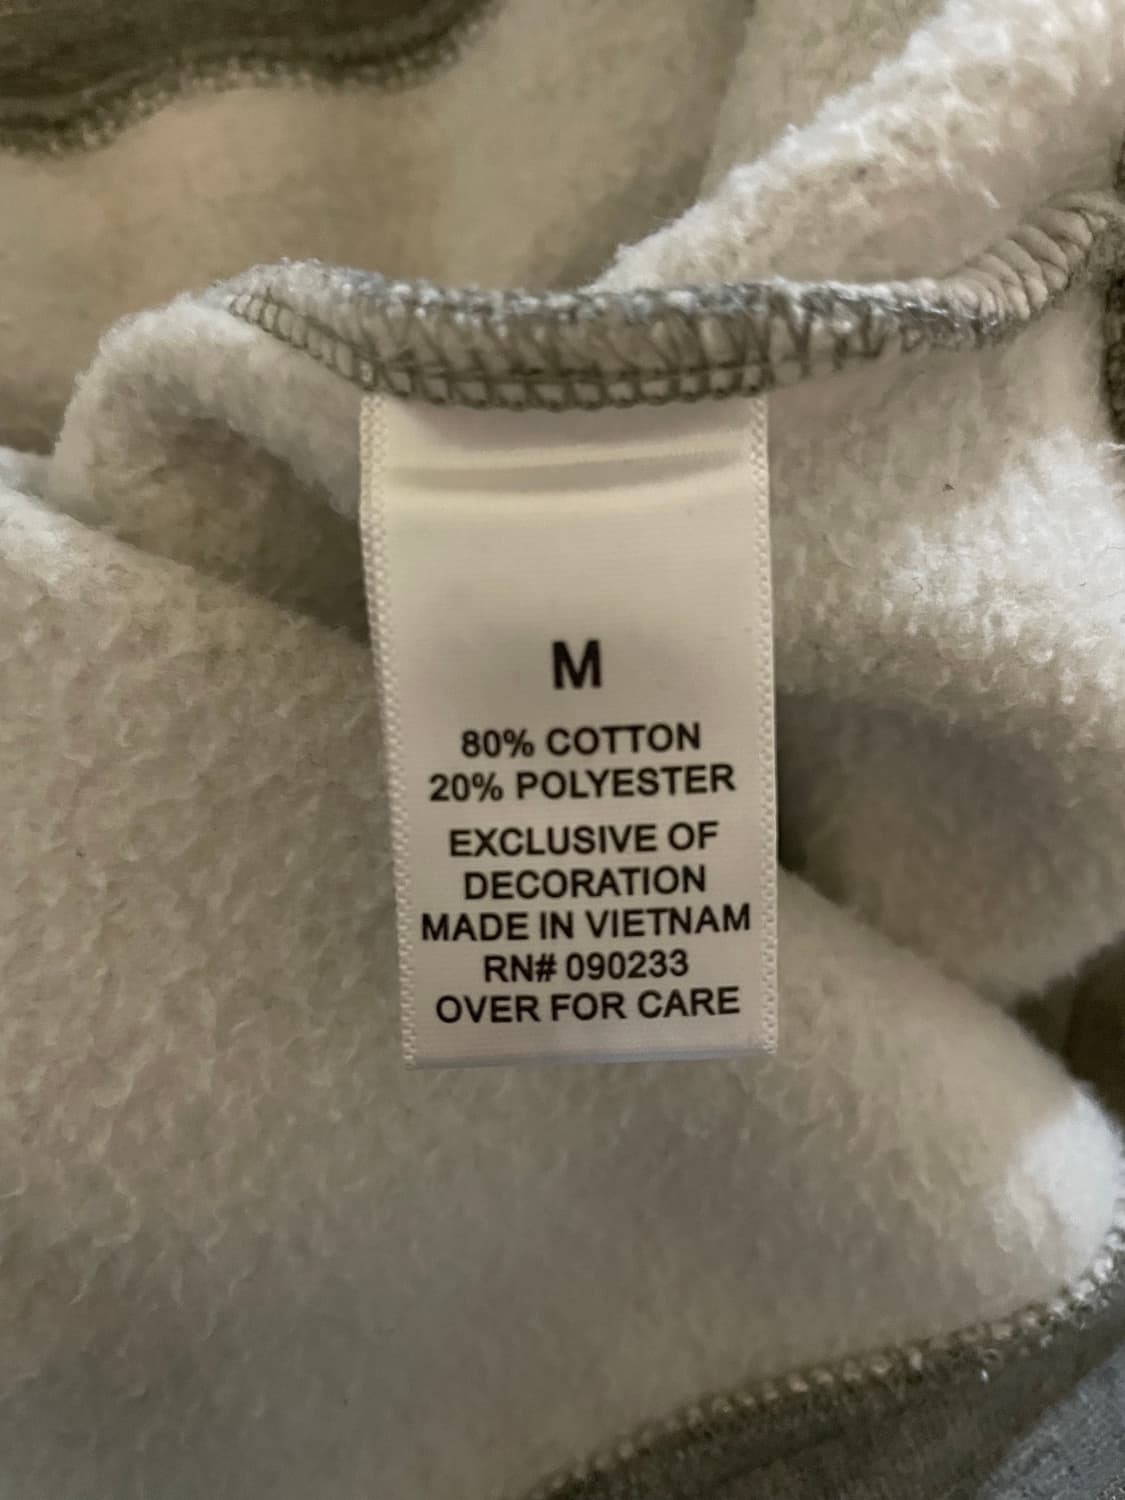 M
80% COTTON
20% POLYESTER
EXCLUSIVE OF
DECORATION
MADE IN VIETNAM
RN# 090233
OVER FOR CARE